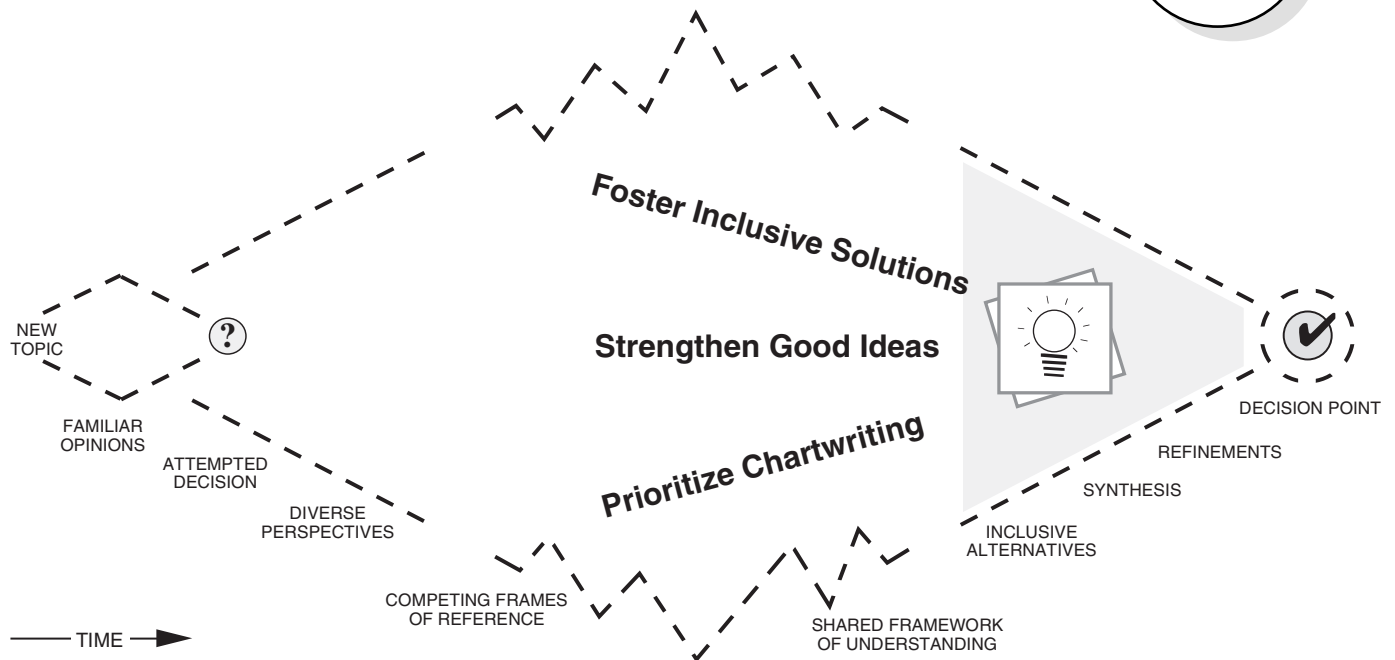 Foster Inclusive Solutions
Strengthen Good Ideas
Prioritize Chartwriting
NEW
TOPIC
?
FAMILIAR
OPINIONS
ATTEMPTED
DECISION
DIVERSE
PERSPECTIVES
COMPETING FRAMES
OF REFERENCE
SHARED FRAMEWORK
OF UNDERSTANDING
INCLUSIVE
ALTERNATIVES
SYNTHESIS
REFINEMENTS
DECISION POINT
TIME